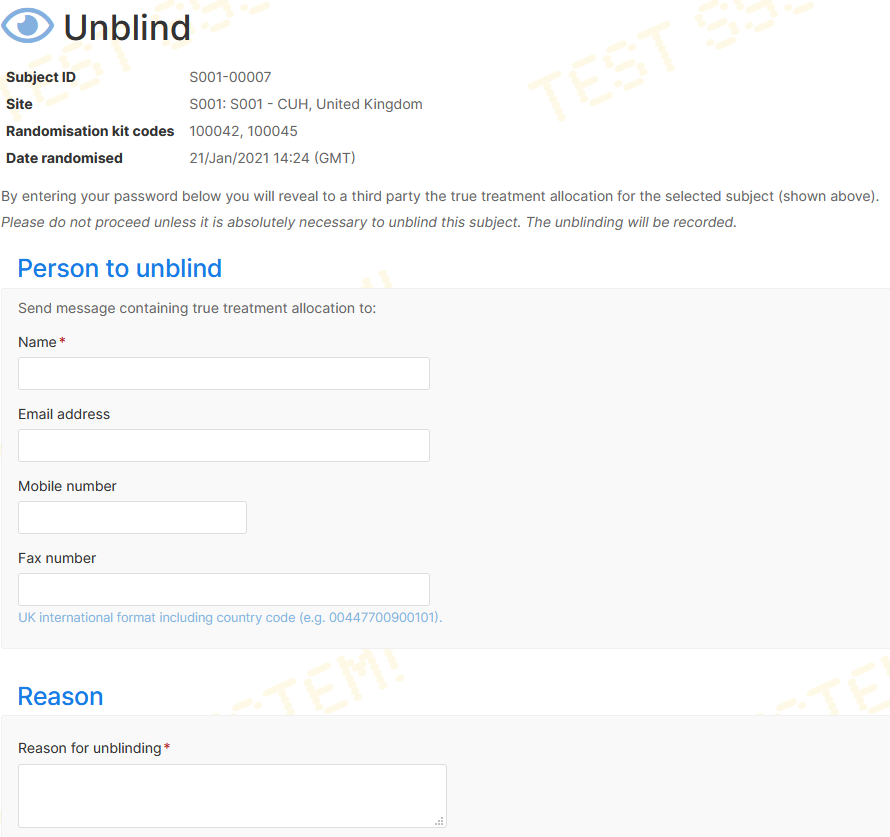 Unblind
Subject ID S001-00007
Site S001: S001 - CUH, United Kingdom
Randomisation kit codes 100042, 100045
Date randomised 21/Jan/2021 14:24 (GMT)
By entering your password below you will reveal to a third party the true treatment allocation for the selected subject (shown above).
Please do not proceed unless it is absolutely necessary to unblind this subject. The unblinding will be recorded.
Person to unblind
Send message containing true treatment allocation to:
Name*
Email address
Mobile number
Fax number
UK international format including country code (e.g. 00447700900101).
Reason
Reason for unblinding*